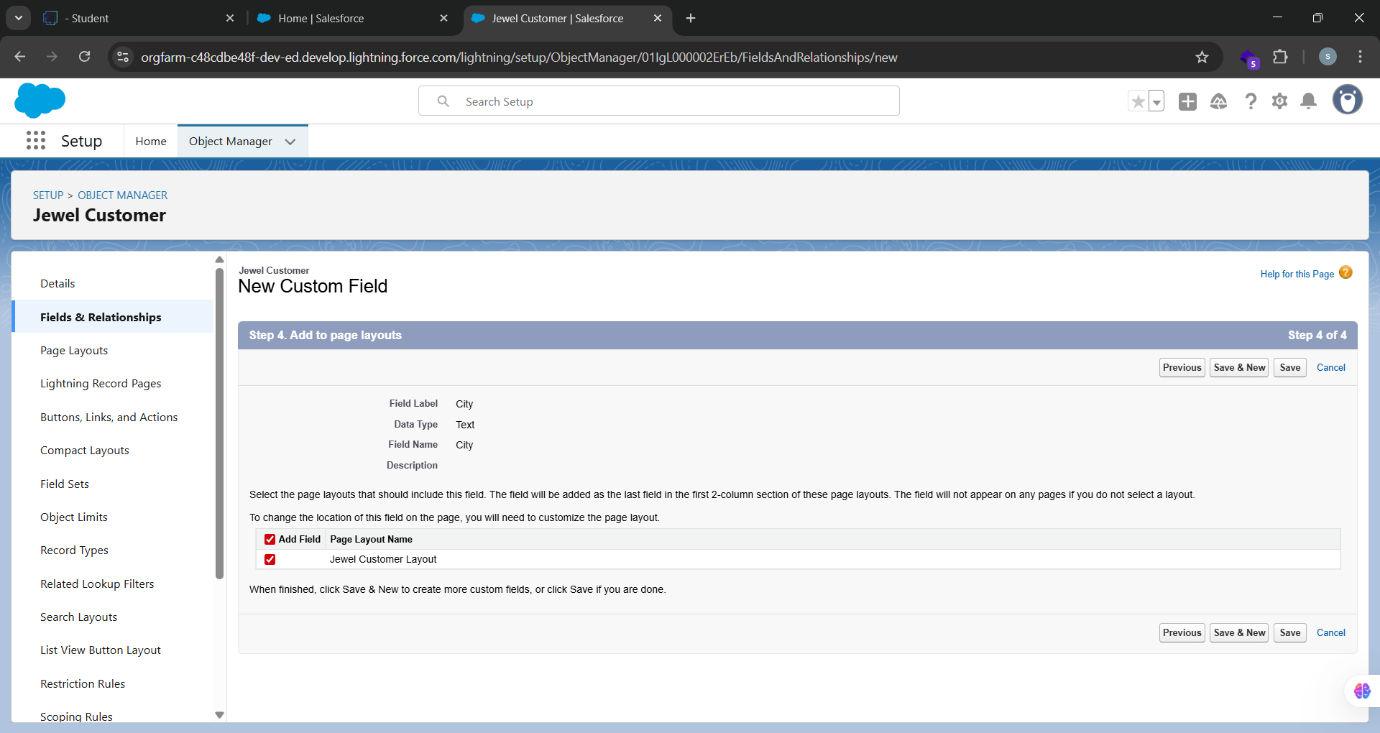 - Student
Home | Salesforce
Jewel Customer | Salesforce
orgfarm-c48cdbe48f-dev-ed.develop.lightning.force.com/lightning/setup/ObjectManager/01IgL000002ErEb/FieldsAndRelationships/new
5
S
Search Setup
Setup
Home
Object Manager
SETUP > OBJECT MANAGER
Jewel Customer
Details
Fields & Relationships
Page Layouts
Lightning Record Pages
Buttons, Links, and Actions
Compact Layouts
Field Sets
Object Limits
Record Types
Related Lookup Filters
Search Layouts
List View Button Layout
Restriction Rules
Scoping Rules
Jewel Customer
New Custom Field
Help for this Page ?
Step 4. Add to page layouts Step 4 of 4
Previous Save & New Save Cancel
Field Label City
Data Type Text
Field Name City
Description
Select the page layouts that should include this field. The field will be added as the last field in the first 2-column section of these page layouts. The field will not appear on any pages if you do not select a layout.
To change the location of this field on the page, you will need to customize the page layout.
Add Field Page Layout Name
Jewel Customer Layout
When finished, click Save & New to create more custom fields, or click Save if you are done.
Previous Save & New Save Cancel